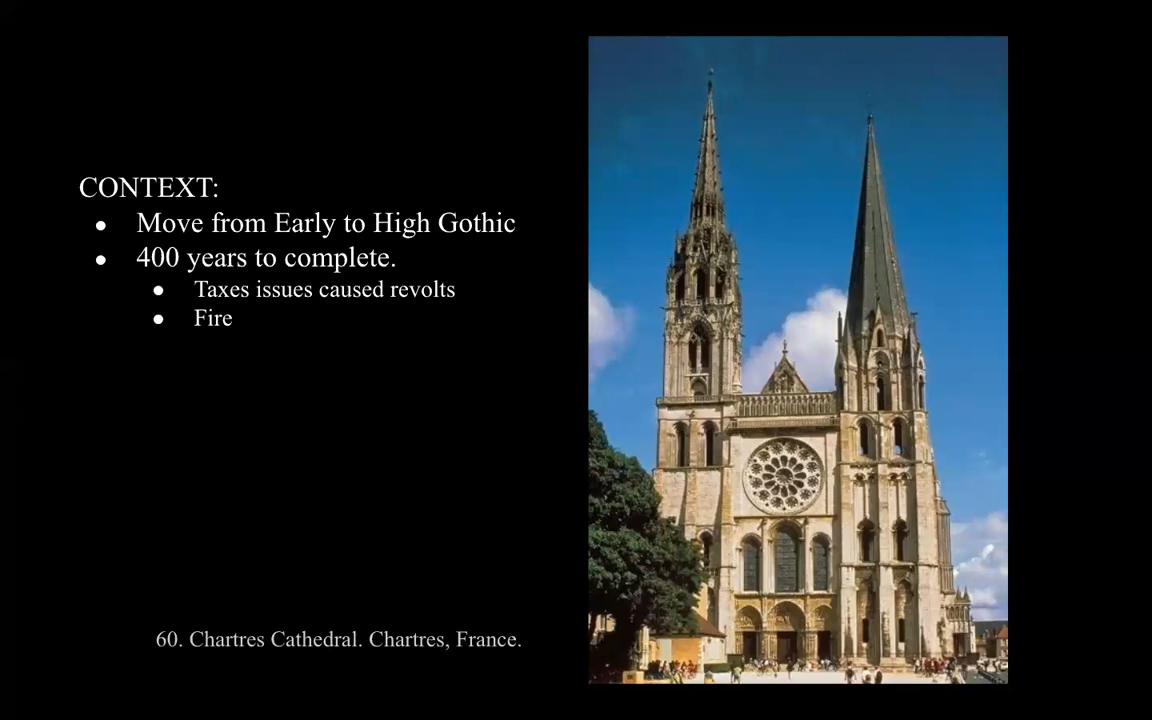 CONTEXT:
● Move from Early to High Gothic
● 400 years to complete.
● Taxes issues caused revolts
● Fire
60. Chartres Cathedral. Chartres, France.